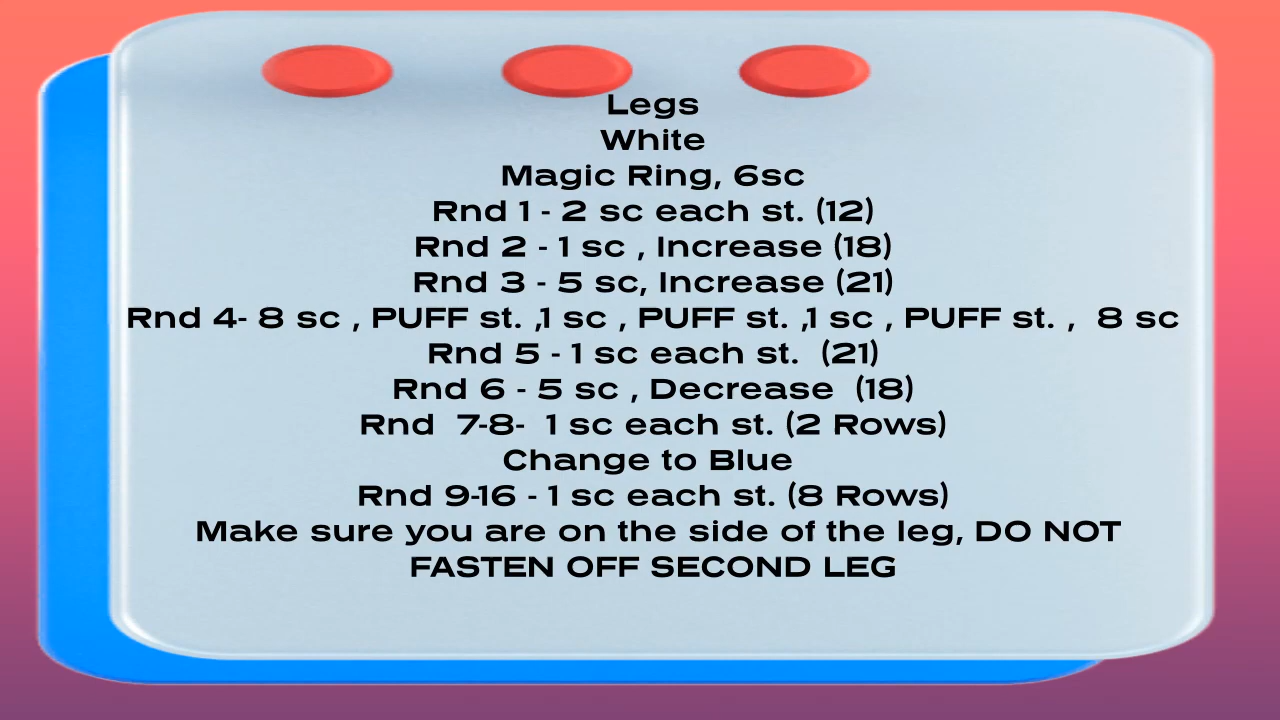 Legs
White
Magic Ring, 6sc
Rnd 1 - 2 sc each st. (12)
Rnd 2 - 1 sc , Increase (18)
Rnd 3 - 5 sc, Increase (21)
Rnd 4- 8 sc , PUFF st. ,1 sc , PUFF st. ,1 sc , PUFF st. ,  8 sc
Rnd 5 - 1 sc each st.  (21)
Rnd 6 - 5 sc , Decrease  (18)
Rnd  7-8-  1 sc each st. (2 Rows)
Change to Blue
Rnd 9-16 - 1 sc each st. (8 Rows)
Make sure you are on the side of the leg, DO NOT
FASTEN OFF SECOND LEG